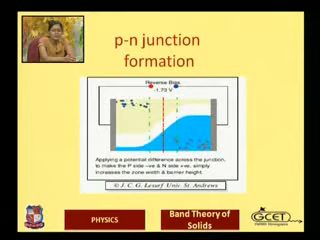 p-n junction
formation
Reverse Bias
-1.72 V
Applying a potential difference across the junction,
to make the P side -ve & N side +ve, simply
increases the zone width & barrier height.
© J. C. G. Lesurf Univ. St. Andrews
PHYSICS
Band Theory of
Solids
GCET